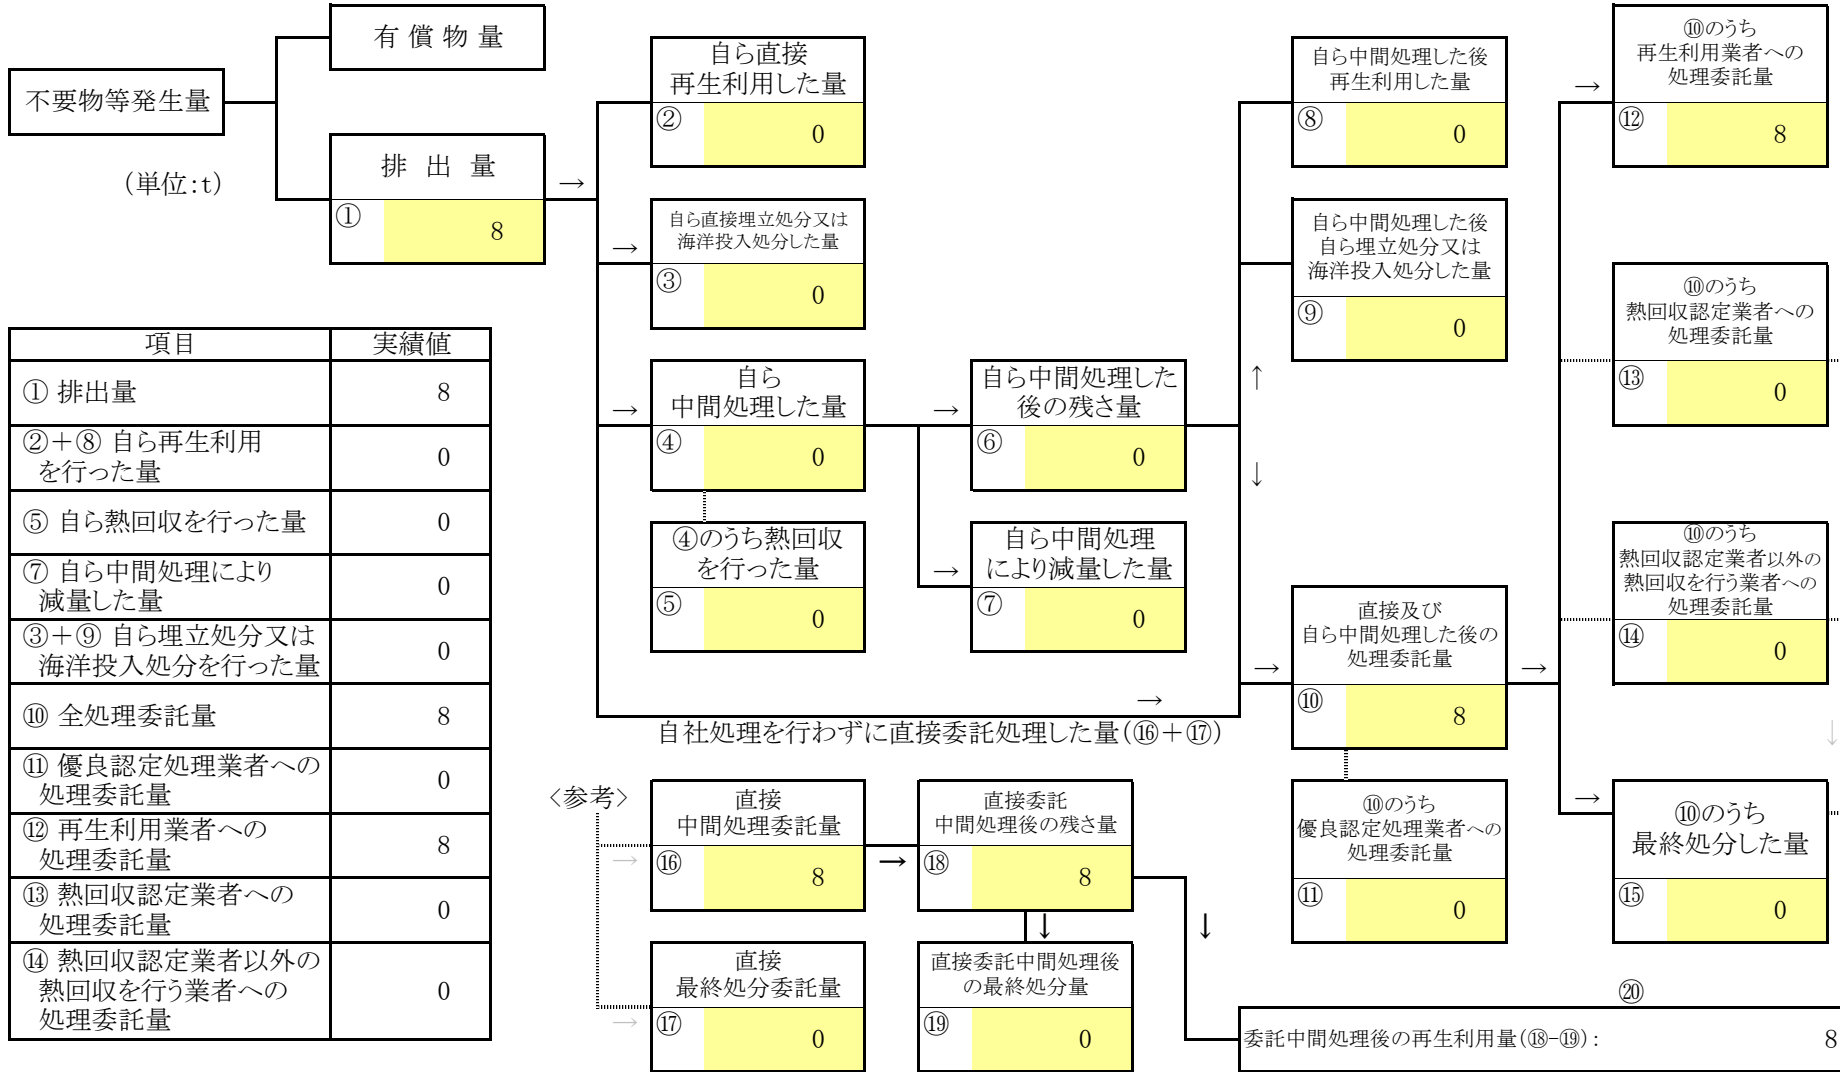 有 償 物 量
不要物等発生量
(単位:t)
排 出 量
①
8
→
自ら直接
再生利用した量
②
0
→
自ら直接埋立処分又は
海洋投入処分した量
③
0
→
自ら
中間処理した量
④
0
④のうち熱回収
を行った量
⑤
0
→
自ら中間処理した
後の残さ量
⑥
0
→
自ら中間処理
により減量した量
⑦
0
自ら中間処理した後
再生利用した量
⑧
0
自ら中間処理した後
自ら埋立処分又は
海洋投入処分した量
⑨
0
↑
↓
→
→
自社処理を行わずに直接委託処理した量(⑯+⑰)
直接及び
自ら中間処理した後の
処理委託量
⑩
8
→
⑩のうち
優良認定処理業者への
処理委託量
⑪
0
→
⑩のうち
再生利用業者への
処理委託量
⑫
8
⑩のうち
熱回収認定業者への
処理委託量
⑬
0
⑩のうち
熱回収認定業者以外の
熱回収を行う業者への
処理委託量
⑭
0
↓
→
⑩のうち
最終処分した量
⑮
0
項目 実績値
① 排出量 8
②+⑧ 自ら再生利用
を行った量 0
⑤ 自ら熱回収を行った量 0
⑦ 自ら中間処理により
減量した量 0
③+⑨ 自ら埋立処分又は
海洋投入処分を行った量 0
⑩ 全処理委託量 8
⑪ 優良認定処理業者への
処理委託量 0
⑫ 再生利用業者への
処理委託量 8
⑬ 熱回収認定業者への
処理委託量 0
⑭ 熱回収認定業者以外の
熱回収を行う業者への
処理委託量 0
<参考>
→
直接
中間処理委託量
⑯
8
→
直接委託
中間処理後の残さ量
⑱
8
↓
↓
→
直接
最終処分委託量
⑰
0
直接委託中間処理後
の最終処分量
⑲
0
⑳
委託中間処理後の再生利用量(⑱-⑲): 8